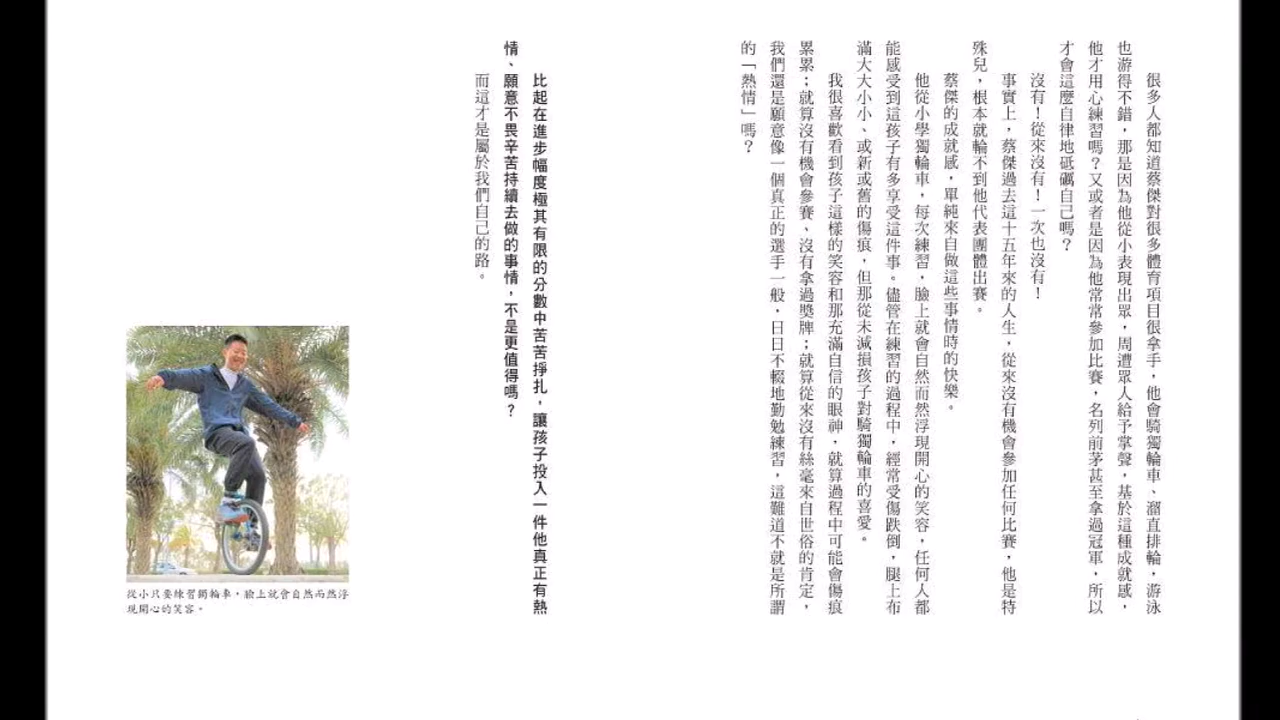 很多人都知道蔡傑對很多體育項目很拿手，他會騎獨輪車、溜直排輪，游泳
也游得不錯，那是因為他從小表現出眾，周遭眾人給予掌聲，基於這種成就感，
他才用心練習嗎？又或者是因為他常常參加比賽，名列前茅甚至拿過冠軍，所以
才會這麼自律地砥礪自己嗎？
沒有！從來沒有！一次也沒有！
事實上，蔡傑過去這十五年來的人生，從來沒有機會參加任何比賽，他是特
殊兒，根本就輪不到他代表團體出賽。
蔡傑的成就感，單純來自做這些事情時的快樂。
他從小學獨輪車，每次練習，臉上就會自然而然浮現開心的笑容，任何人都
能感受到這孩子有多享受這件事。儘管在練習的過程中，經常受傷跌倒，腿上布
滿大大小小、或新或舊的傷痕，但那從未減損孩子對騎獨輪車的喜愛。
我很喜歡看到孩子這樣的笑容和那充滿自信的眼神，就算過程中可能會傷痕
累累；就算沒有機會參賽、沒有拿過獎牌；就算從來沒有絲毫來自世俗的肯定，
我們還是願意像一個真正的選手一般，日日不輟地勤勉練習，這難道不就是所謂
的「熱情」嗎？
比起在進步幅度極其有限的分數中苦苦掙扎，讓孩子投入一件他真正有熱
情、願意不畏辛苦持續去做的事情，不是更值得嗎？
而這才是屬於我們自己的路。
從小只要練習獨輪車，臉上就會自然而然浮
現開心的笑容。